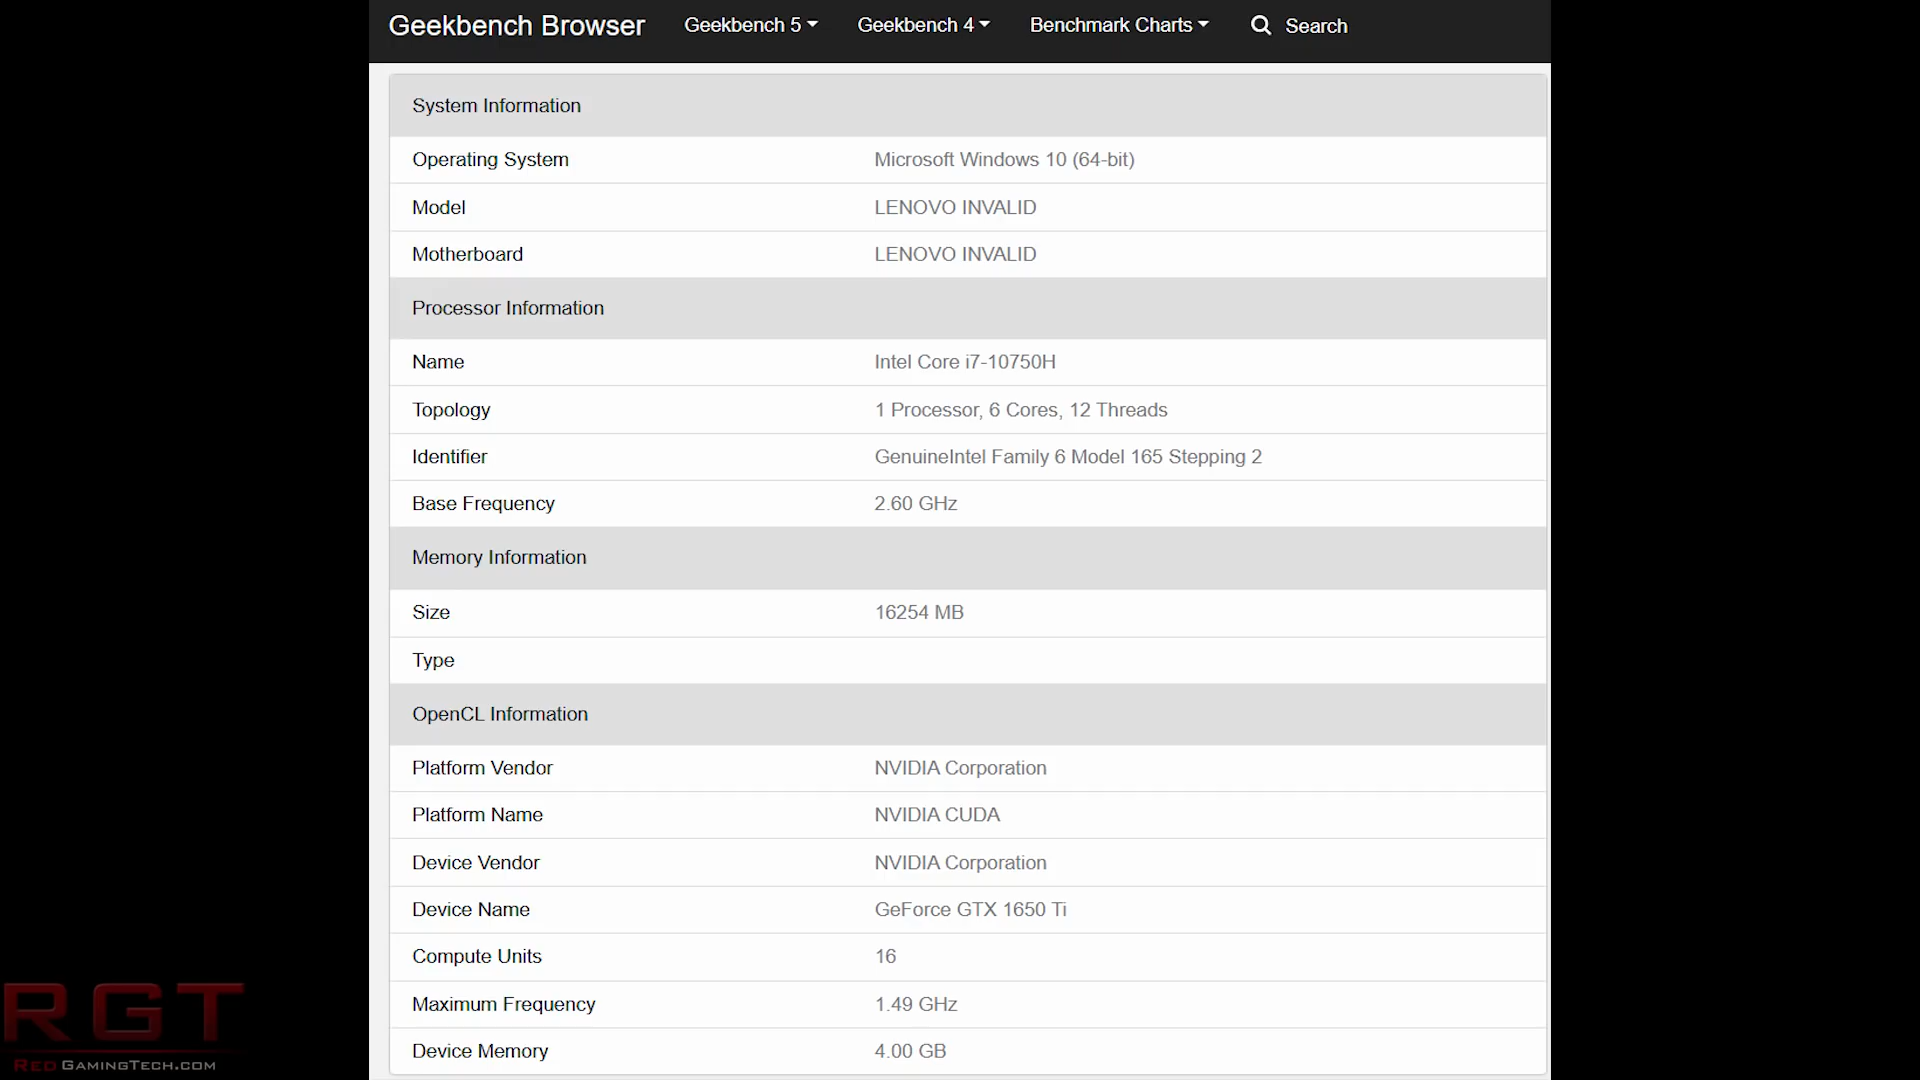 Geekbench Browser Geekbench 5 Geekbench 4 Benchmark Charts Search
System Information
Operating System Microsoft Windows 10 (64-bit)
Model LENOVO INVALID
Motherboard LENOVO INVALID
Processor Information
Name Intel Core i7-10750H
Topology 1 Processor, 6 Cores, 12 Threads
Identifier GenuineIntel Family 6 Model 165 Stepping 2
Base Frequency 2.60 GHz
Memory Information
Size 16254 MB
Type
OpenCL Information
Platform Vendor NVIDIA Corporation
Platform Name NVIDIA CUDA
Device Vendor NVIDIA Corporation
Device Name GeForce GTX 1650 Ti
Compute Units 16
Maximum Frequency 1.49 GHz
Device Memory 4.00 GB
RGT
REDGAMINGTECH.COM